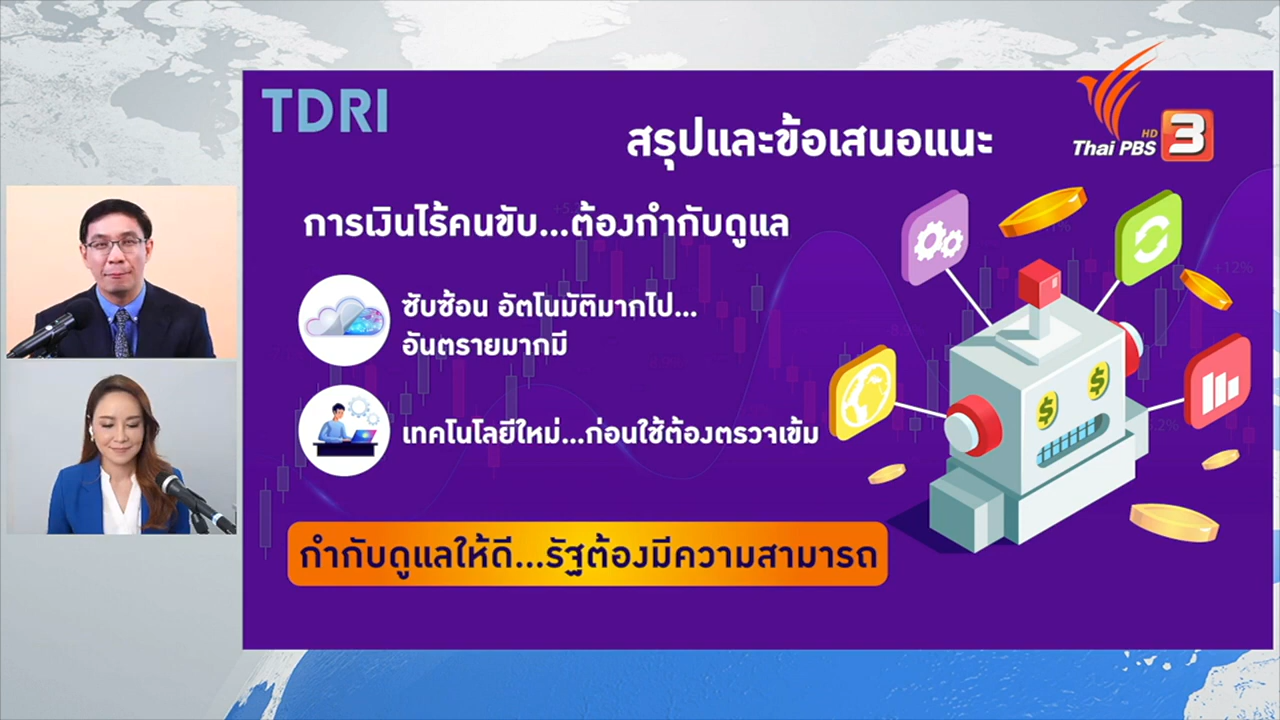 TDRI
สรุปและข้อเสนอแนะ
HD
Thai PBS 3
การเงินไร้คนขับ...ต้องกำกับดูแล
ซับซ้อน อัตโนมัติมากไป...
อันตรายมากมี
เทคโนโลยีใหม่...ก่อนใช้ต้องตรวจเข้ม
กำกับดูแลให้ดี...รัฐต้องมีความสามารถ
$ $
+12%